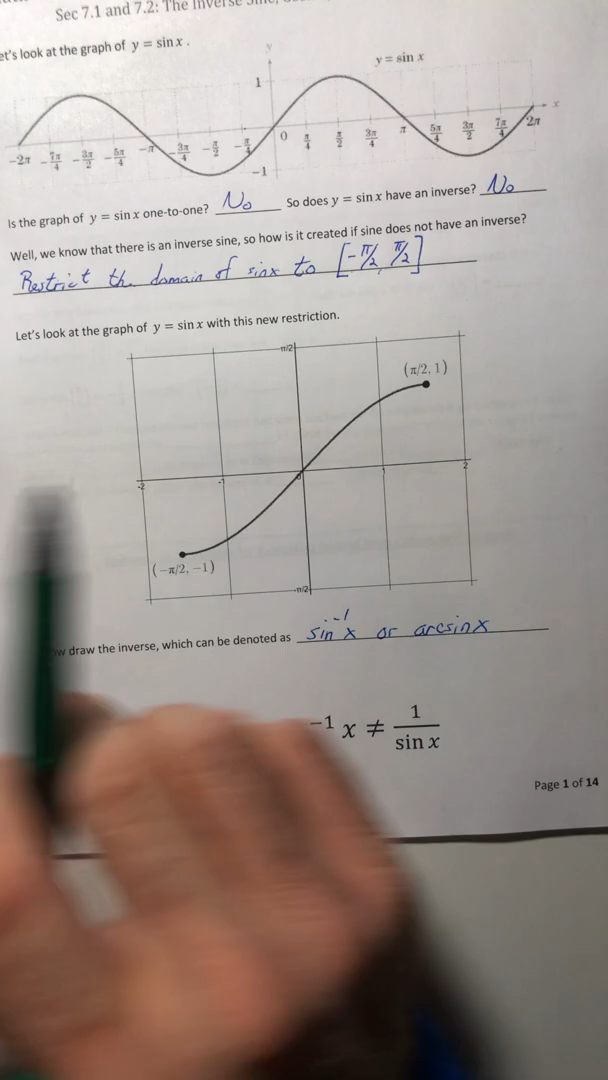 Sec 7.1 and 7.2: The Inverse Sine,
et's look at the graph of y = sin x .
y
y = sin x
1
x
−2π −7π/4 −3π/2 −5π/4 −π −3π/4 −π/2 −π/4 0 π/4 π/2 3π/4 π 5π/4 3π/2 7π/4 2π
−1
Is the graph of y = sin x one-to-one? No So does y = sin x have an inverse? No
Well, we know that there is an inverse sine, so how is it created if sine does not have an inverse?
Restrict the domain of sinx to [-π/2, π/2]
Let's look at the graph of y = sin x with this new restriction.
π/2
(π/2, 1)
-2 -1 0 1 2
(−π/2, −1)
-π/2
w draw the inverse, which can be denoted as sin⁻¹x or arcsinx
⁻¹ x ≠ 1/sin x
Page 1 of 14